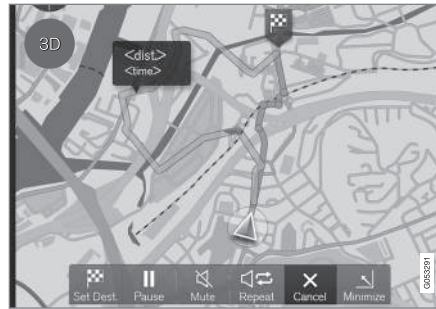 3D
<dist.>
<time>
Set Dest. Pause Mute Repeat Cancel Minimize
G053291